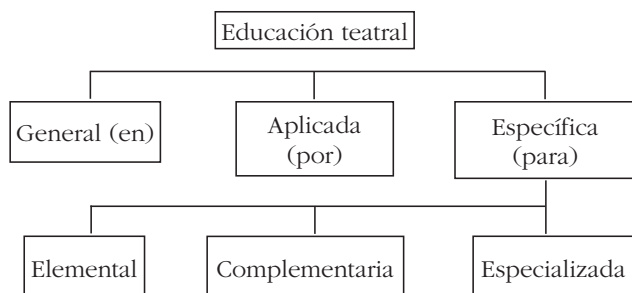 Educación teatral
General (en)
Aplicada
(por)
Específica
(para)
Elemental
Complementaria
Especializada